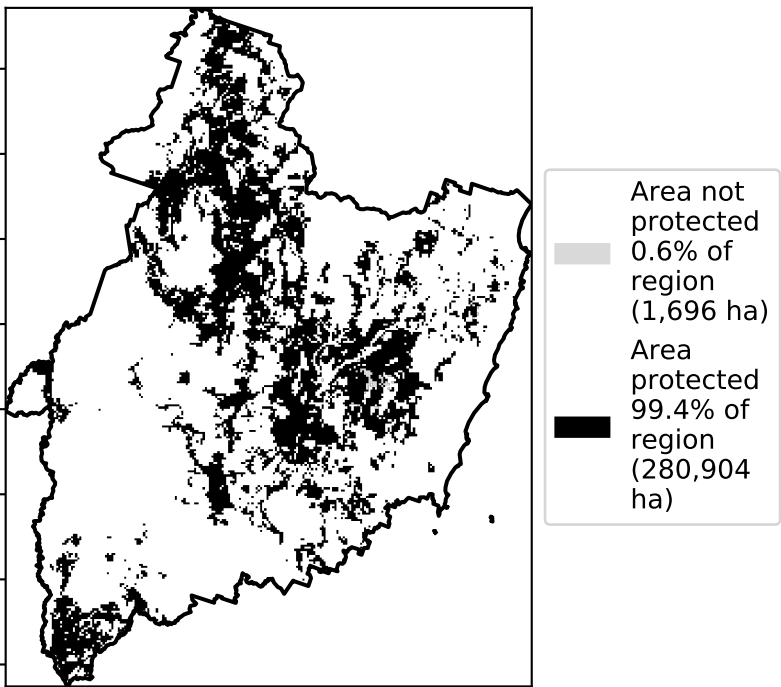 Area not
protected
0.6% of
region
(1,696 ha)
Area
protected
99.4% of
region
(280,904
ha)